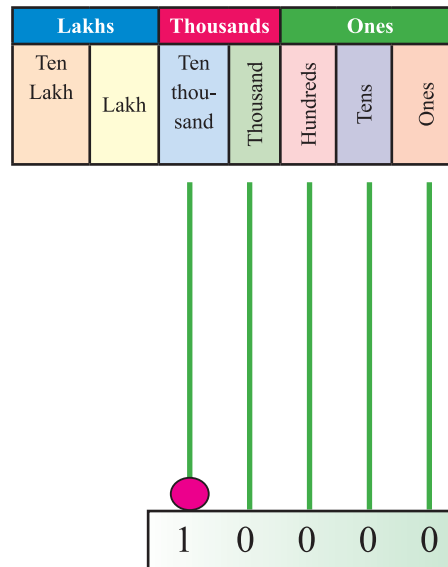 Lakhs Thousands Ones
Ten Lakh
Lakh
Ten thou-sand
Thousand
Hundreds
Tens
Ones
1 0 0 0 0